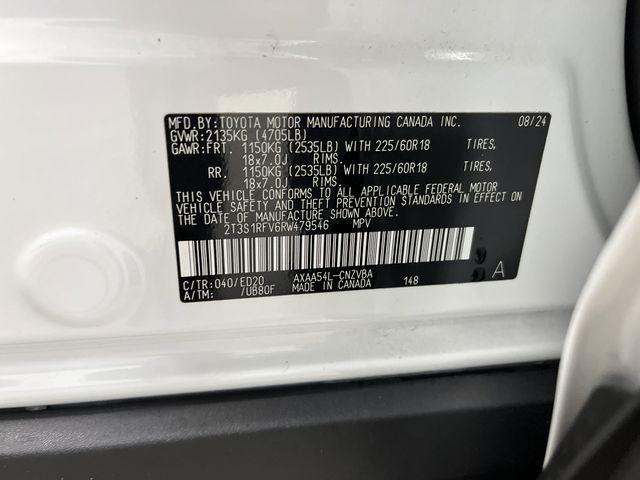 MFD.BY:TOYOTA MOTOR MANUFACTURING CANADA INC. 08/24
GVWR:2135KG (4705LB)
GAWR:FRT. 1150KG (2535LB) WITH 225/60R18 TIRES,
18x7.0J RIMS.
RR. 1150KG (2535LB) WITH 225/60R18 TIRES,
18x7.0J RIMS.
THIS VEHICLE CONFORMS TO ALL APPLICABLE FEDERAL MOTOR
VEHICLE SAFETY AND THEFT PREVENTION STANDARDS IN EFFECT ON
THE DATE OF MANUFACTURE SHOWN ABOVE.
2T3S1RFV6RW479546 MPV
C/TR:040/ED20 AXAA54L-CNZVBA 148 A
A/TM: /UB80F MADE IN CANADA